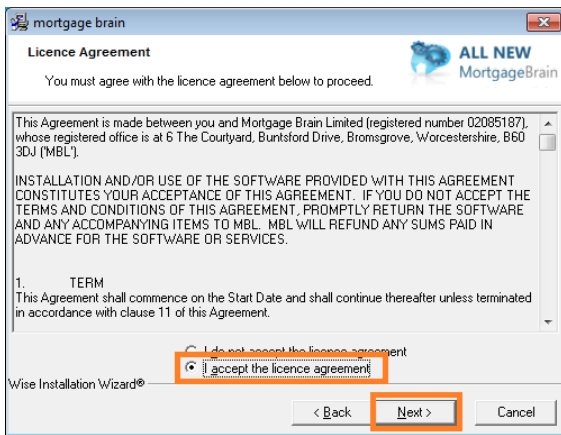 mortgage brain
Licence Agreement
You must agree with the licence agreement below to proceed.
ALL NEW
MortgageBrain
This Agreement is made between you and Mortgage Brain Limited (registered number 02085187),
whose registered office is at 6 The Courtyard, Buntsford Drive, Bromsgrove, Worcestershire, B60
3DJ ('MBL').
INSTALLATION AND/OR USE OF THE SOFTWARE PROVIDED WITH THIS AGREEMENT
CONSTITUTES YOUR ACCEPTANCE OF THIS AGREEMENT.  IF YOU DO NOT ACCEPT THE
TERMS AND CONDITIONS OF THIS AGREEMENT, PROMPTLY RETURN THE SOFTWARE
AND ANY ACCOMPANYING ITEMS TO MBL.  MBL WILL REFUND ANY SUMS PAID IN
ADVANCE FOR THE SOFTWARE OR SERVICES.
1. TERM
This Agreement shall commence on the Start Date and shall continue thereafter unless terminated
in accordance with clause 11 of this Agreement.
I do not accept the licence agreement
I accept the licence agreement
Wise Installation Wizard®
< Back
Next >
Cancel